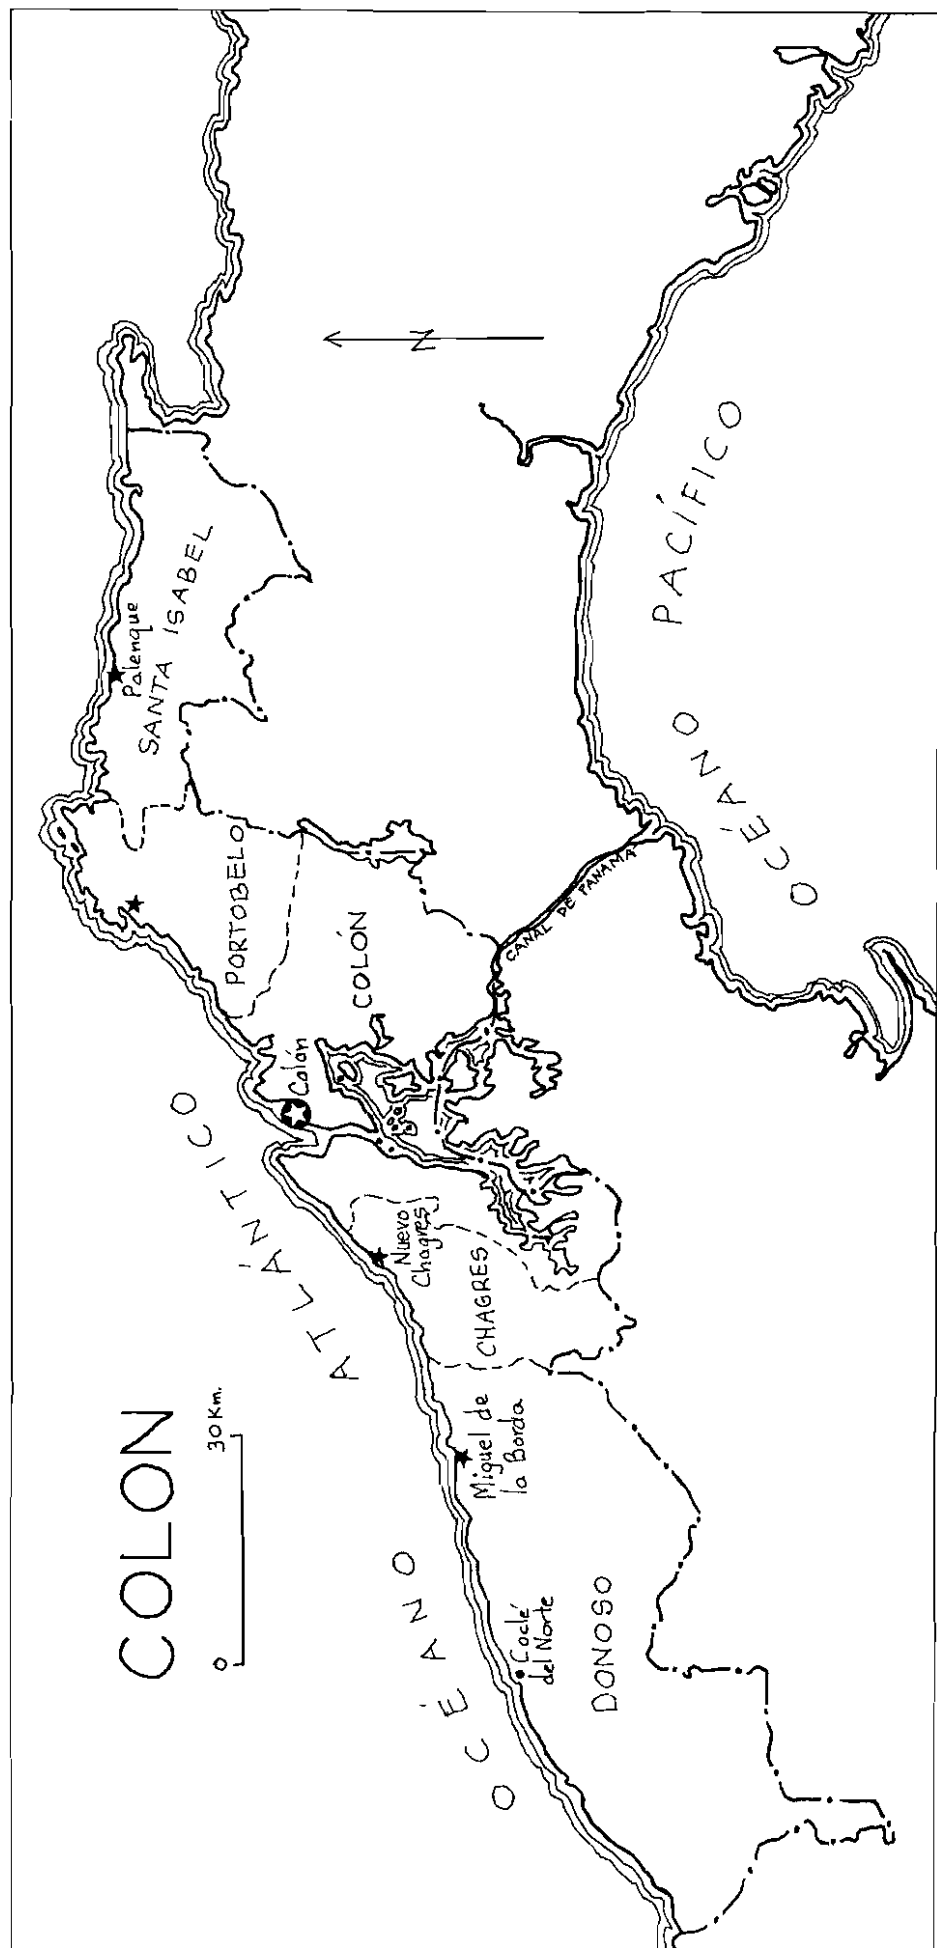 COLON
0 30 Km.
OCÉANO
ATLÁNTICO
Palenque
SANTA ISABEL
PORTOBELO
COLÓN
Colón
Nuevo
Chagres
CHAGRES
Miguel de
la Borda
Coclé
del Norte
DONOSO
CANAL DE PANAMÁ
OCÉANO
PACÍFICO
N